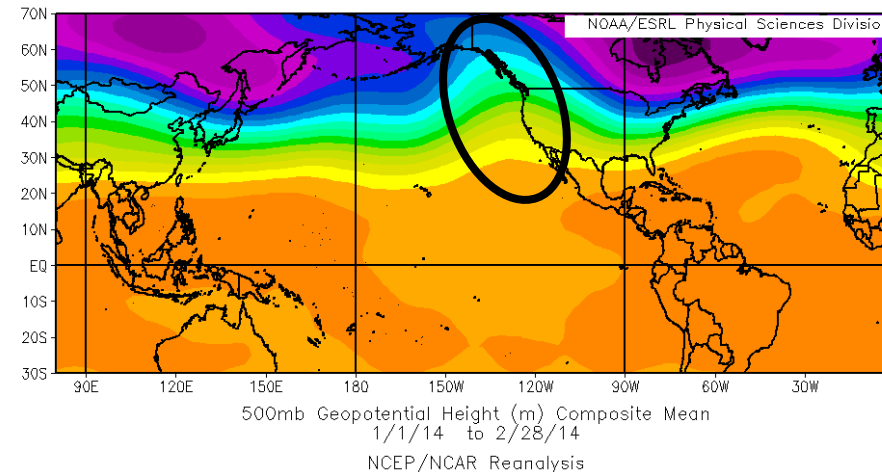 NOAA/ESRL Physical Sciences Divisio
70N
60N
50N
40N
30N
20N
10N
EQ
10S
20S
30S
90E 120E 150E 180 150W 120W 90W 60W 30W
500mb Geopotential Height (m) Composite Mean
1/1/14 to 2/28/14
NCEP/NCAR Reanalysis